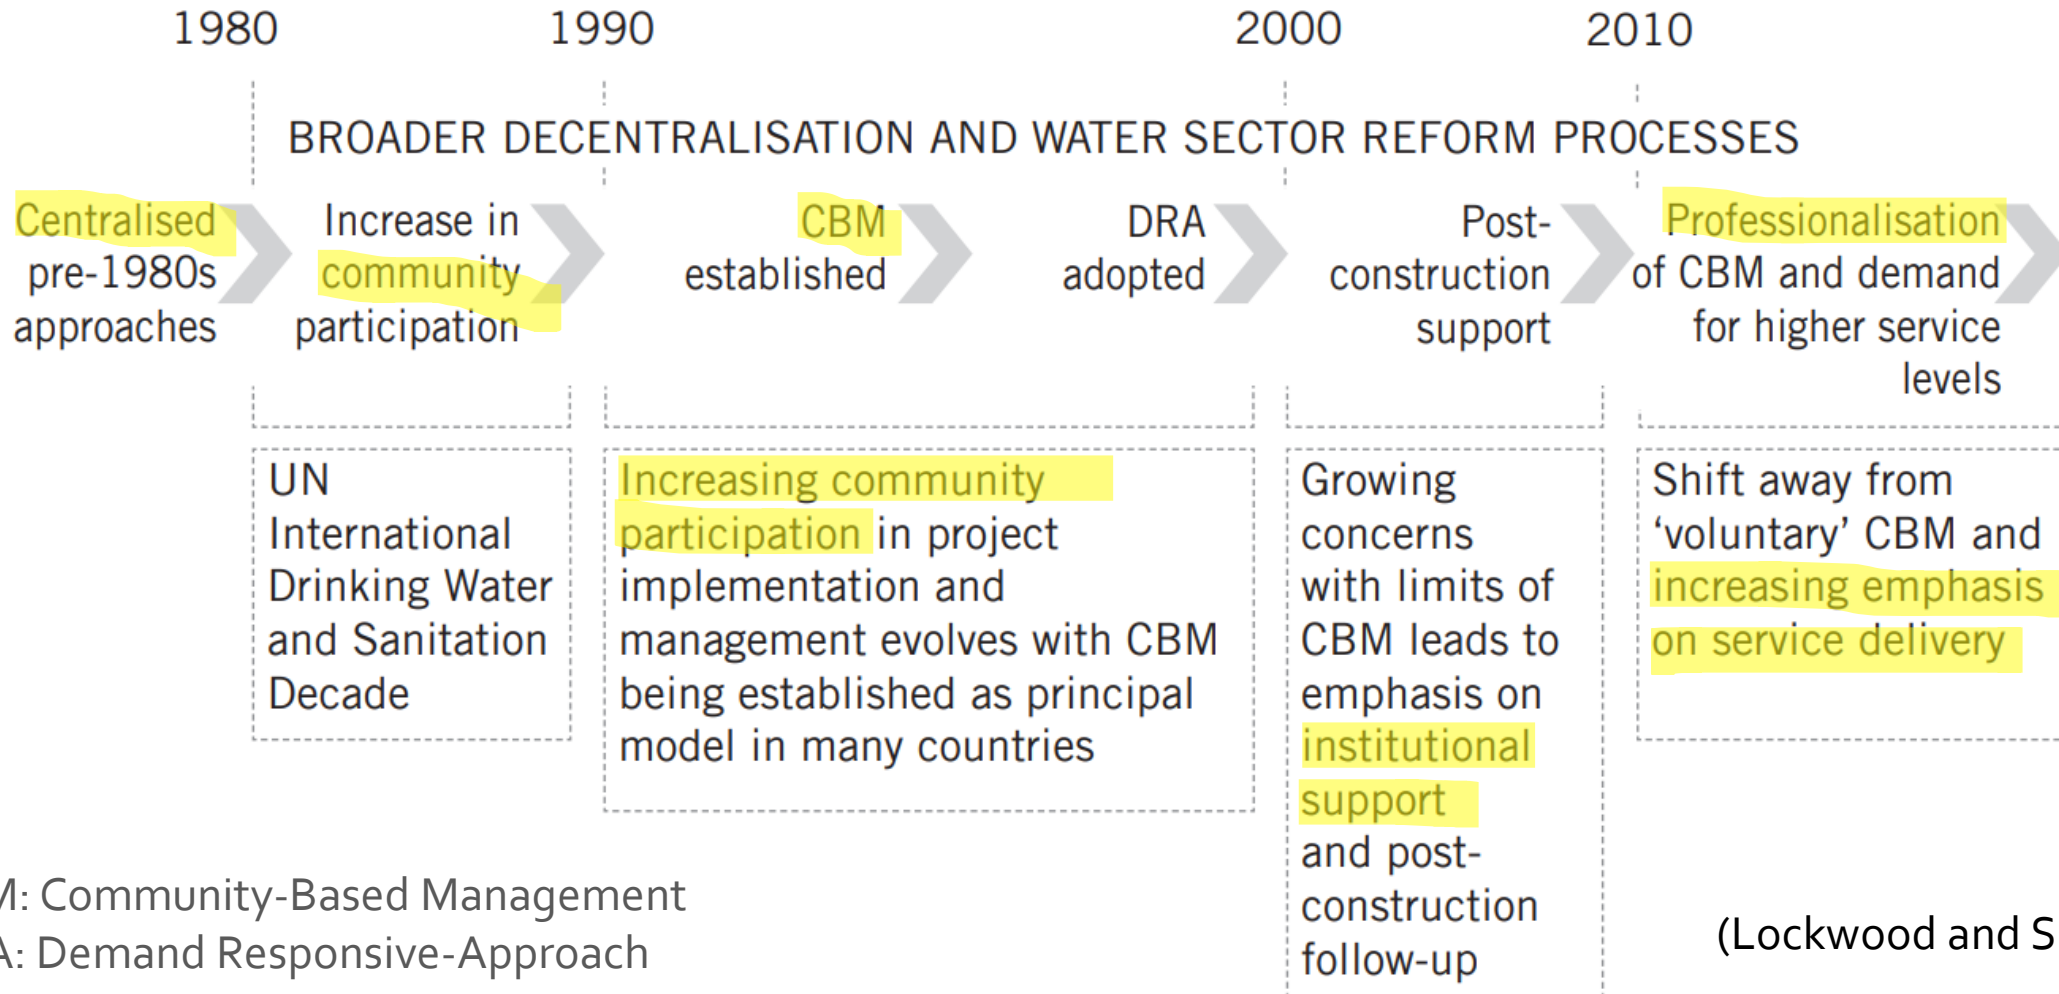 1980 1990 2000 2010
BROADER DECENTRALISATION AND WATER SECTOR REFORM PROCESSES
Centralised
pre-1980s
approaches
Increase in
community
participation
CBM
established
DRA
adopted
Post-
construction
support
Professionalisation
of CBM and demand
for higher service
levels
UN
International
Drinking Water
and Sanitation
Decade
Increasing community
participation in project
implementation and
management evolves with CBM
being established as principal
model in many countries
Growing
concerns
with limits of
CBM leads to
emphasis on
institutional
support
and post-
construction
follow-up
Shift away from
‘voluntary’ CBM and
increasing emphasis
on service delivery
M: Community-Based Management
A: Demand Responsive-Approach
(Lockwood and S